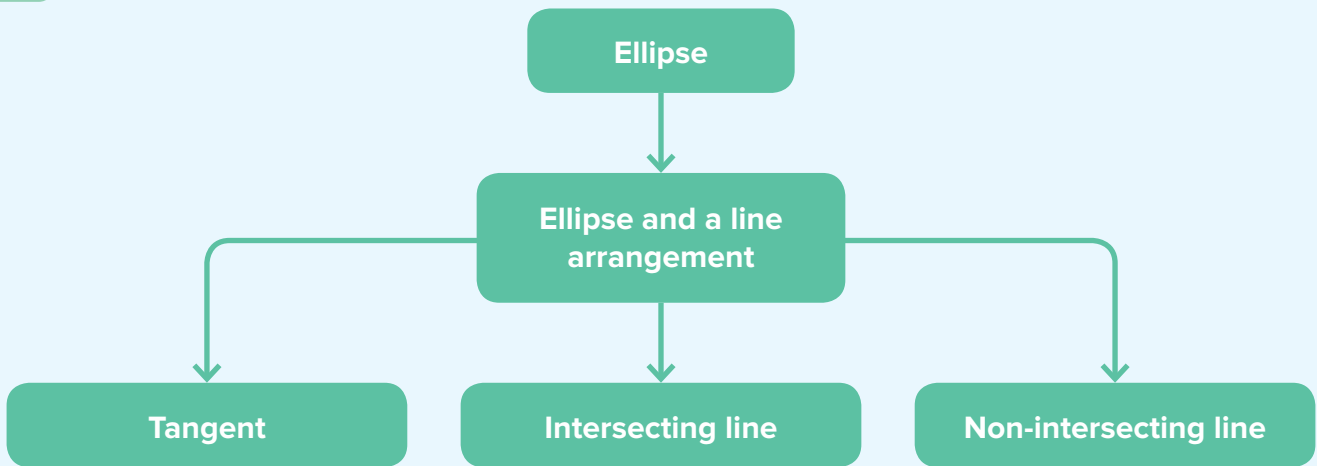 Ellipse
Ellipse and a line
arrangement
Tangent
Intersecting line
Non-intersecting line